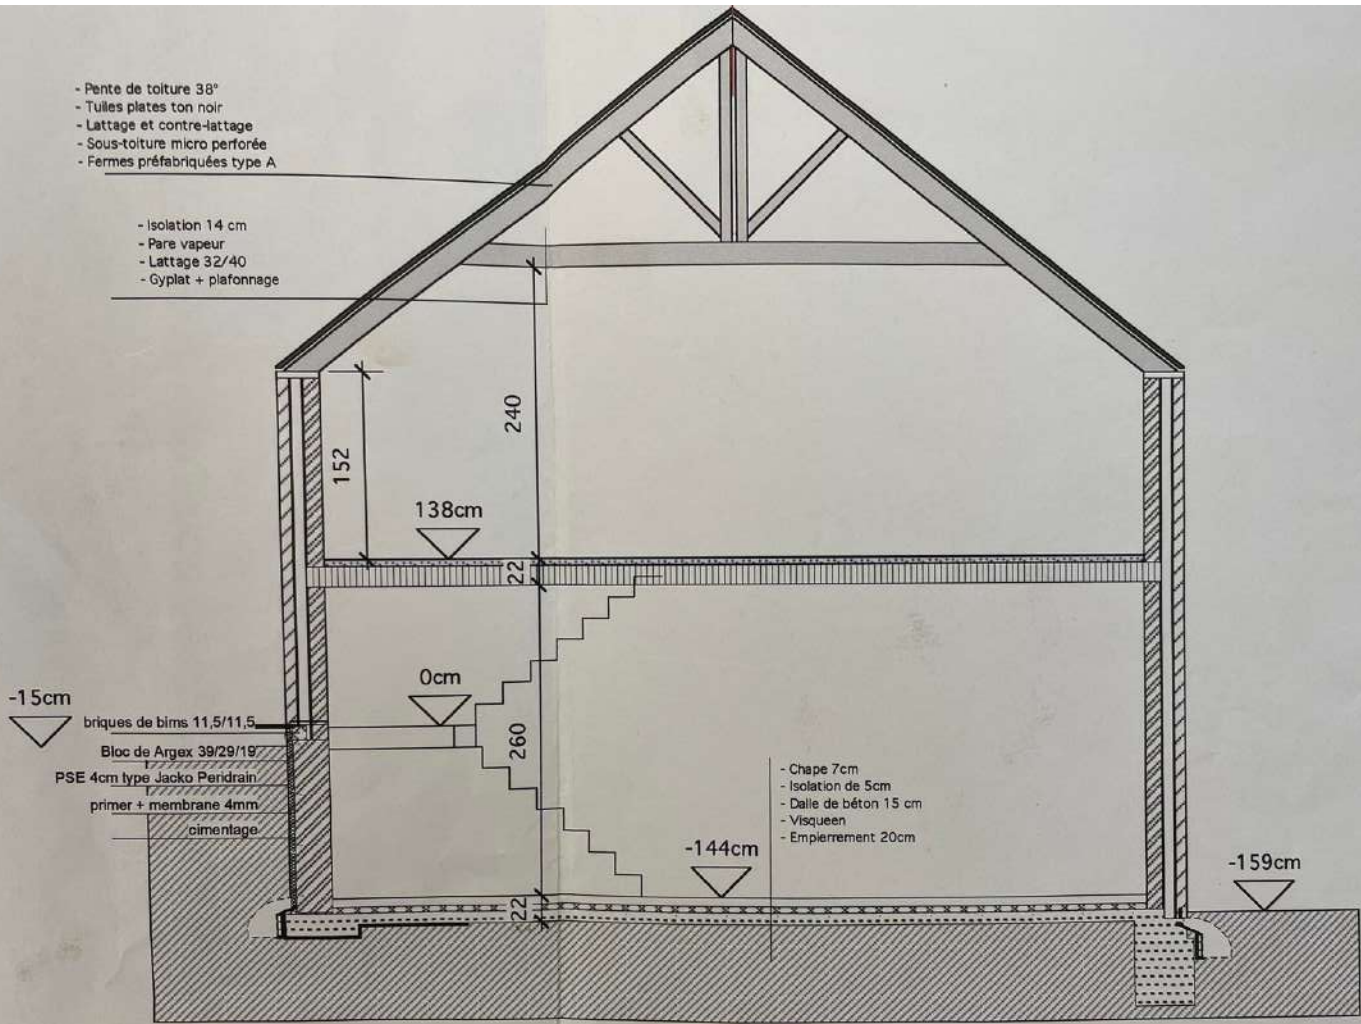 - Pente de toiture 38°
- Tuiles plates ton noir
- Lattage et contre-lattage
- Sous-toiture micro perforée
- Fermes préfabriquées type A
- Isolation 14 cm
- Pare vapeur
- Lattage 32/40
- Gyplat + plafonnage
240
152
138cm
22
0cm
-15cm
briques de bims 11,5/11,5
Bloc de Argex 39/29/19
PSE 4cm type Jacko Peridrain
primer + membrane 4mm
cimentage
260
- Chape 7cm
- Isolation de 5cm
- Dalle de béton 15 cm
- Visqueen
- Empierrement 20cm
-144cm
-159cm
22